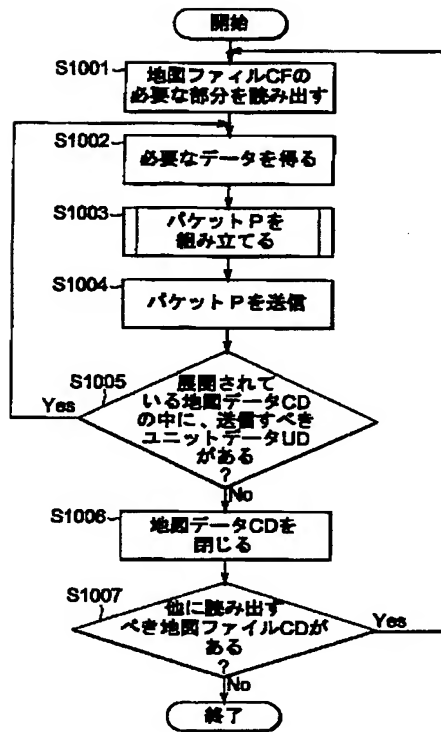 開始
S1001
地図ファイルCFの
必要な部分を読み出す
S1002
必要なデータを得る
S1003
パケットPを
組み立てる
S1004
パケットPを送信
S1005
展開されて
いる地図データCD
の中に、送信すべき
ユニットデータUD
がある
?
Yes
No
S1006
地図データCDを
閉じる
S1007
他に読み出す
べき地図ファイルCDが
ある
?
Yes
No
終了